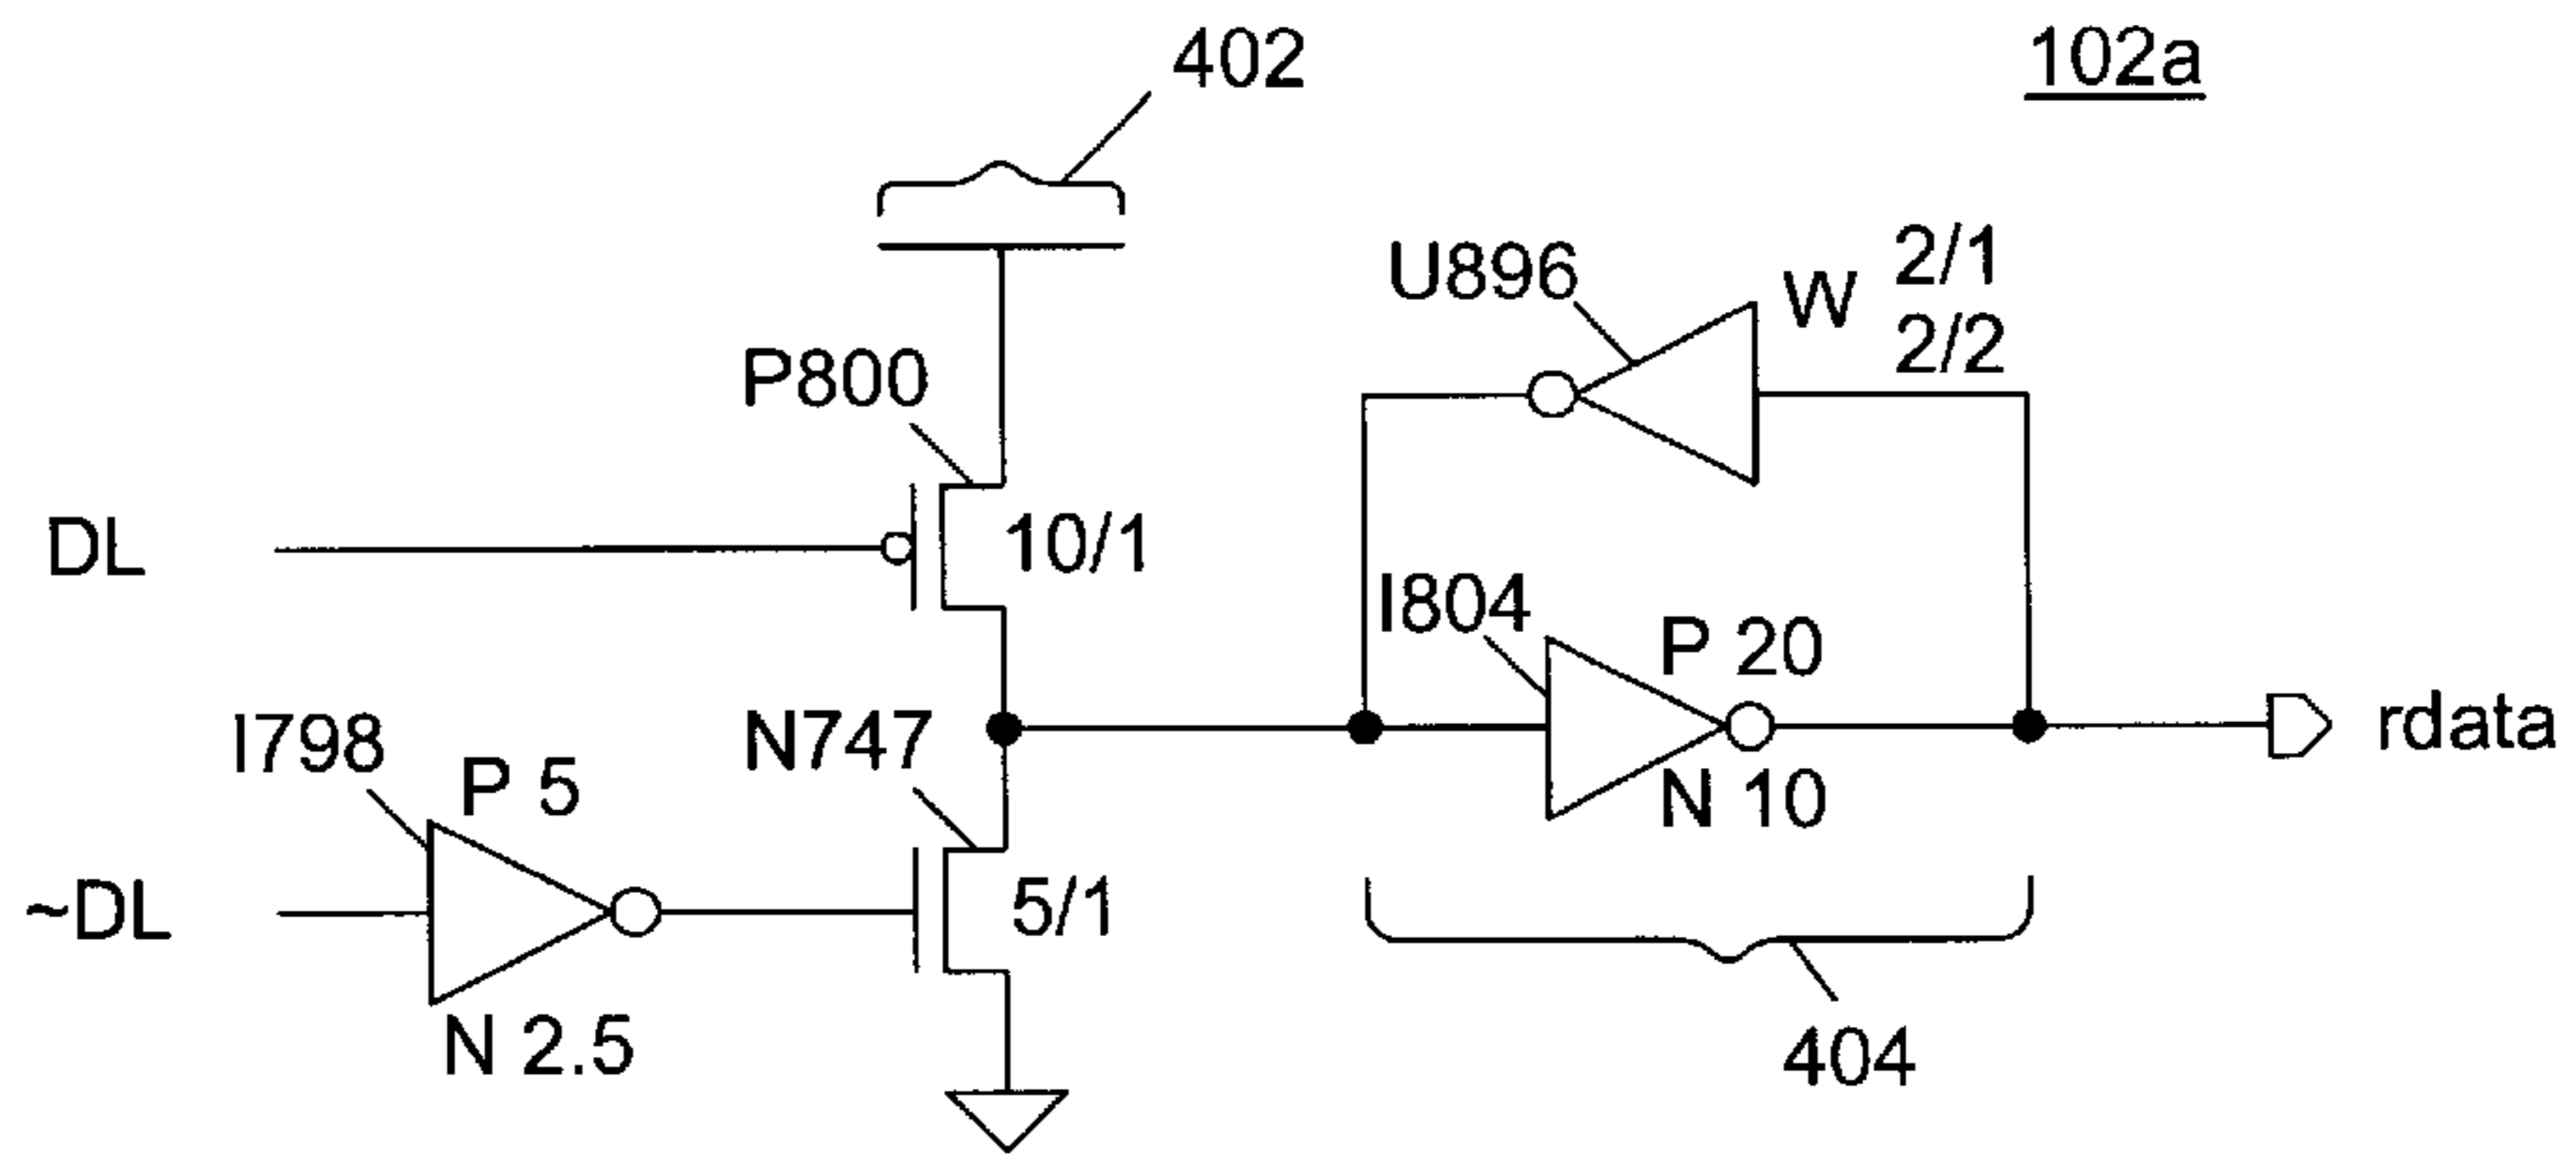 402
102a
U896
W
2/1
2/2
P800
DL
10/1
I804
P 20
N 10
rdata
I798
P 5
N747
~DL
5/1
N 2.5
404